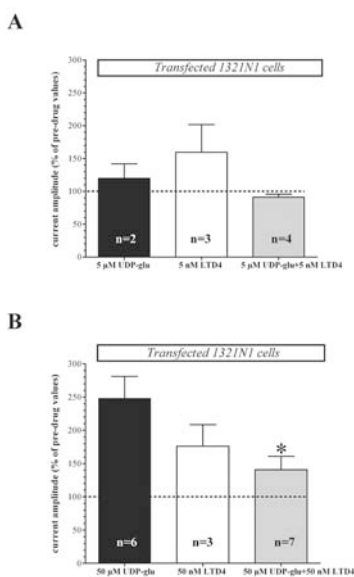 A
Transfected 1321N1 cells
current amplitude (% of pre-drug values)
300
250
200
150
100
50
0
n=2
n=3
n=4
5 µM UDP-glu
5 nM LTD4
5 µM UDP-glu+5 nM LTD4
B
Transfected 1321N1 cells
current amplitude (% of pre-drug values)
300
250
200
150
100
50
0
*
n=6
n=3
n=7
50 µM UDP-glu
50 nM LTD4
50 µM UDP-glu+50 nM LTD4